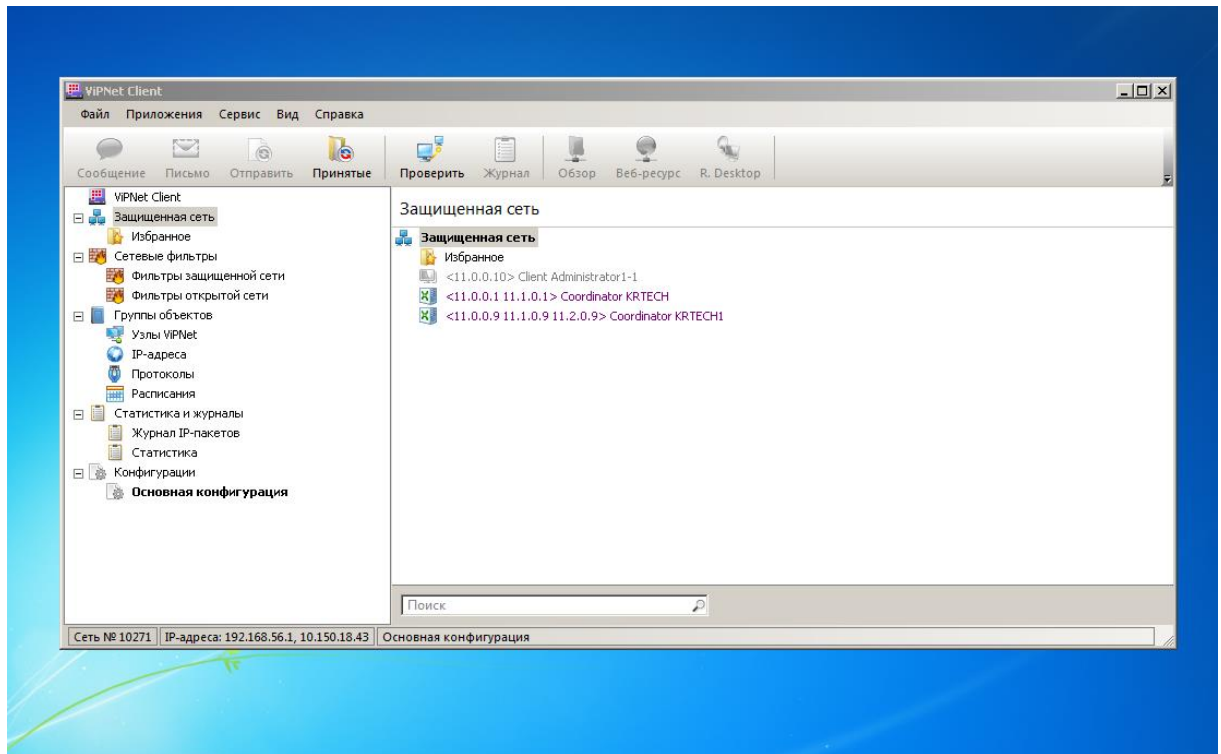 ViPNet Client
Файл Приложения Сервис Вид Справка
Сообщение Письмо Отправить Принятые Проверить Журнал Обзор Веб-ресурс R. Desktop
ViPNet Client
Защищенная сеть
Избранное
Сетевые фильтры
Фильтры защищенной сети
Фильтры открытой сети
Группы объектов
Узлы ViPNet
IP-адреса
Протоколы
Расписания
Статистика и журналы
Журнал IP-пакетов
Статистика
Конфигурации
Основная конфигурация
Защищенная сеть
Защищенная сеть
Избранное
<11.0.0.10> Client Administrator1-1
<11.0.0.1 11.1.0.1> Coordinator KRTECH
<11.0.0.9 11.1.0.9 11.2.0.9> Coordinator KRTECH1
Поиск
Сеть № 10271 IP-адреса: 192.168.56.1, 10.150.18.43 Основная конфигурация